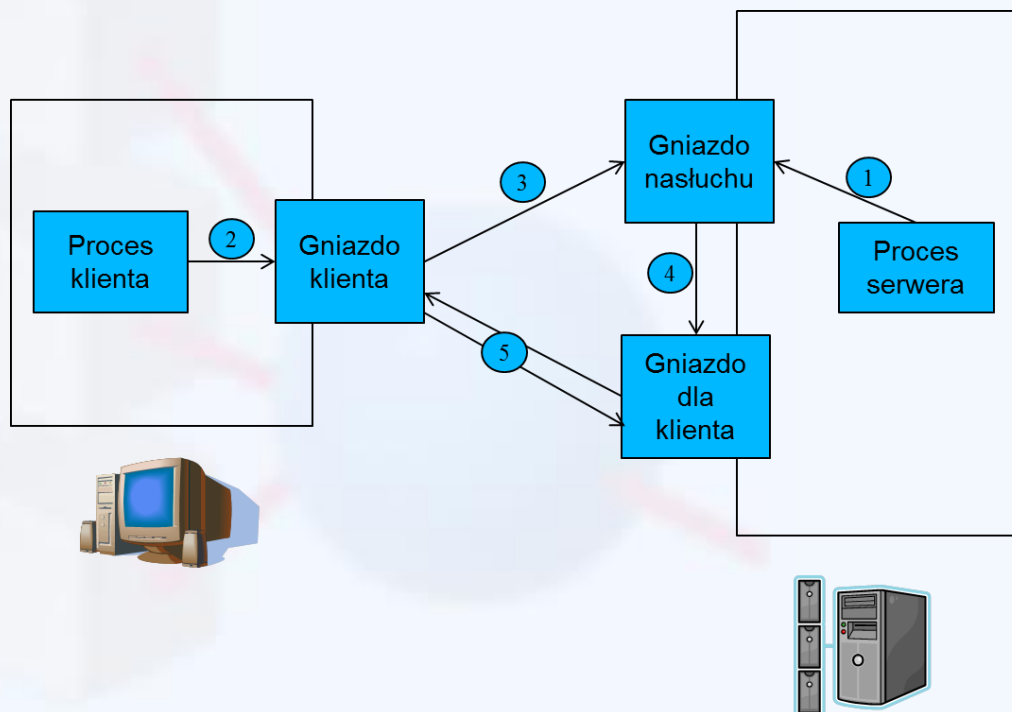 Proces
klienta
2
Gniazdo
klienta
3
Gniazdo
nasłuchu
1
Proces
serwera
4
5
Gniazdo
dla
klienta